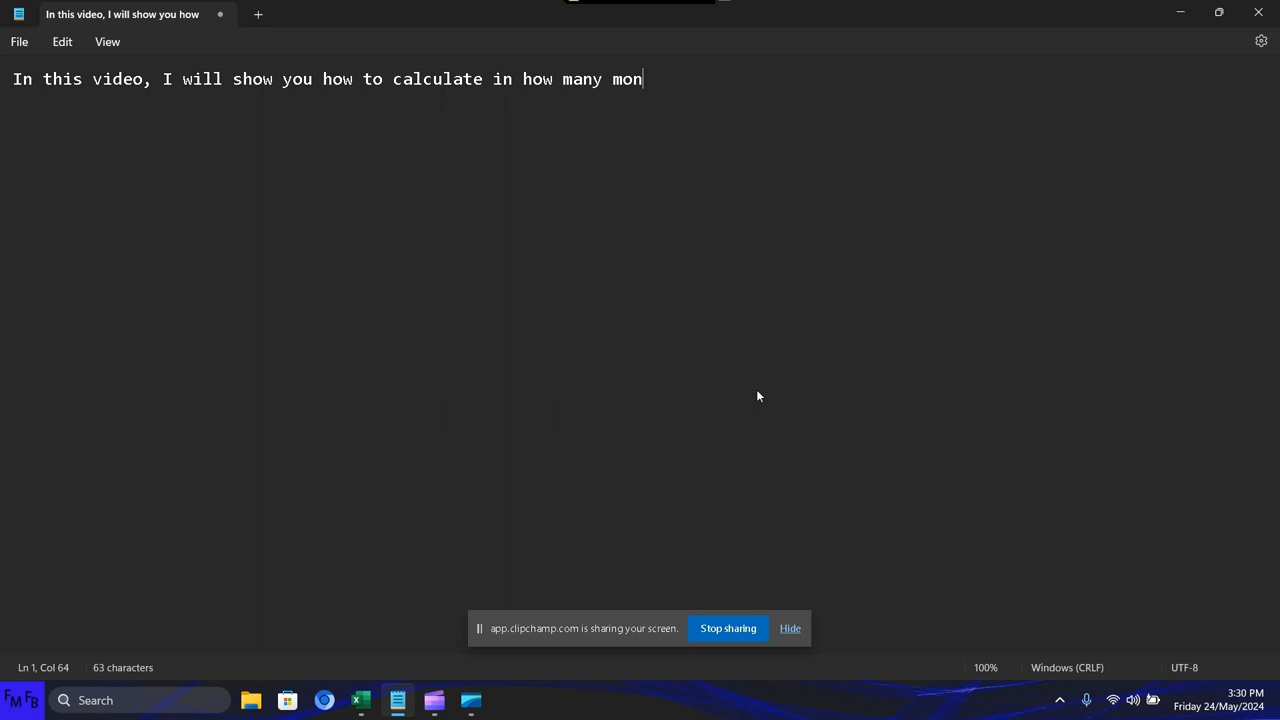 In this video, I will show you how
File Edit View
In this video, I will show you how to calculate in how many mon
app.clipchamp.com is sharing your screen. Stop sharing Hide
Ln 1, Col 64 63 characters 100% Windows (CRLF) UTF-8
FM FB Search 3:30 PM
Friday 24/May/2024